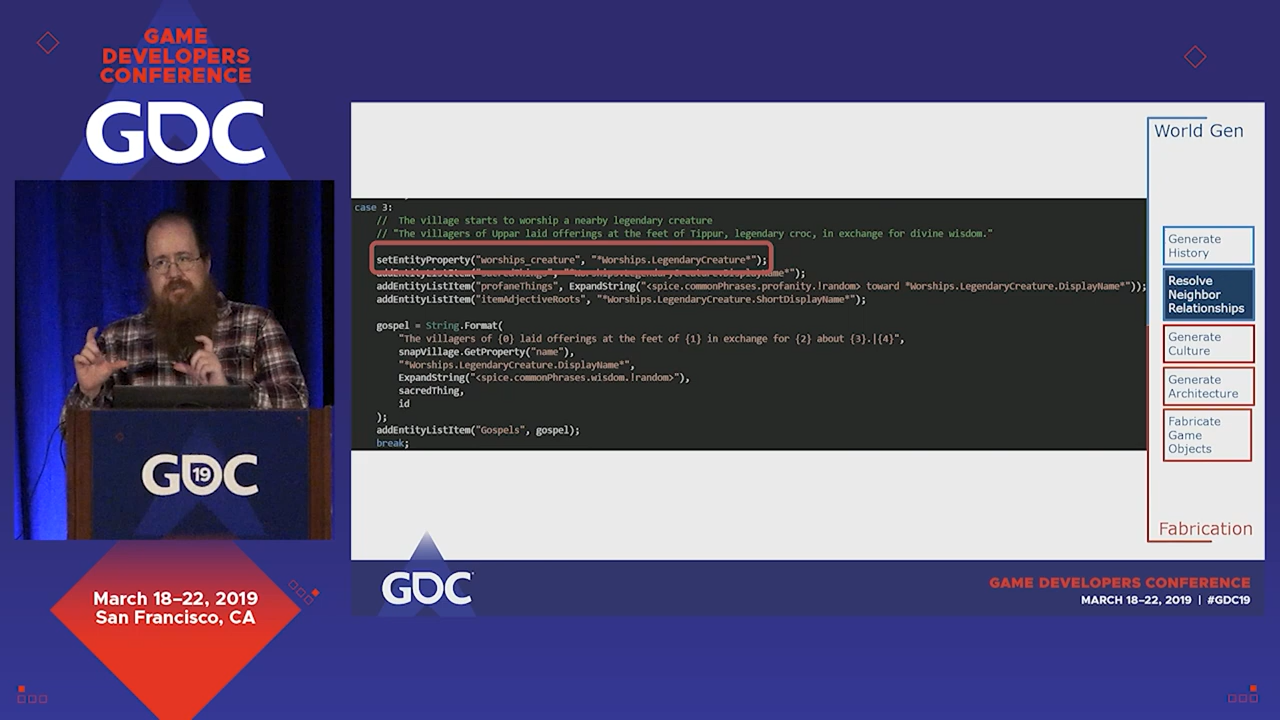 GAME
DEVELOPERS
CONFERENCE
GDC
GDC
19
March 18–22, 2019
San Francisco, CA
case 3:
// The village starts to worship a nearby legendary creature
// "The villagers of Uppar laid offerings at the feet of Tippur, legendary croc, in exchange for divine wisdom."
setEntityProperty("worships_creature", "*Worships.LegendaryCreature*");
addEntityListItem("sacredThings", "*Worships.LegendaryCreature.DisplayName*");
addEntityListItem("profaneThings", ExpandString("<spice.commonPhrases.profanity.!random> toward *Worships.LegendaryCreature.DisplayName*"));
addEntityListItem("itemAdjectiveRoots", "*Worships.LegendaryCreature.ShortDisplayName*");
gospel = String.Format(
"The villagers of {0} laid offerings at the feet of {1} in exchange for {2} about {3}.|{4}",
snapVillage.GetProperty("name"),
"*Worships.LegendaryCreature.DisplayName*",
ExpandString("<spice.commonPhrases.wisdom.!random>"),
sacredThing,
id
);
addEntityListItem("Gospels", gospel);
break;
World Gen
Generate
History
Resolve
Neighbor
Relationships
Generate
Culture
Generate
Architecture
Fabricate
Game
Objects
Fabrication
GDC
GAME DEVELOPERS CONFERENCE
MARCH 18–22, 2019 | #GDC19